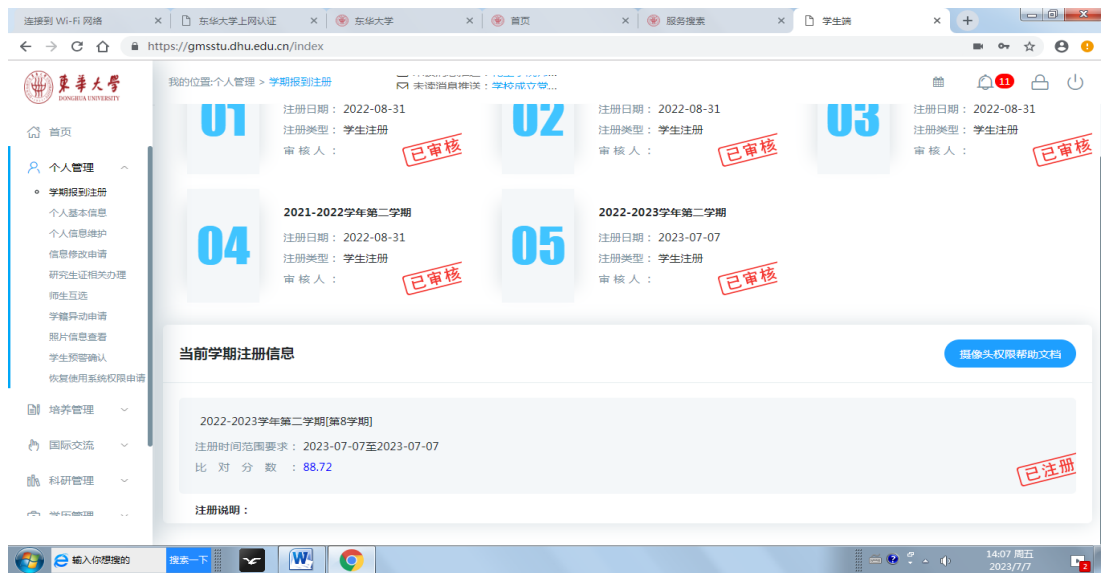 连接到 Wi-Fi 网络 东华大学上网认证 东华大学 首页 服务搜索 学生端
https://gmsstu.dhu.edu.cn/index
東華大學
DONGHUA UNIVERSITY
我的位置:个人管理 > 学期报到注册
未读消息推送：学校成立党...
11
首页
个人管理
学期报到注册
个人基本信息
个人信息维护
信息修改申请
研究生证相关办理
师生互选
学籍异动申请
照片信息查看
学生预警确认
恢复使用系统权限申请
培养管理
国际交流
科研管理
01
注册日期： 2022-08-31
注册类型： 学生注册
审 核 人 ：
已审核
02
注册日期： 2022-08-31
注册类型： 学生注册
审 核 人 ：
已审核
03
注册日期： 2022-08-31
注册类型： 学生注册
审 核 人 ：
已审核
04
2021-2022学年第二学期
注册日期： 2022-08-31
注册类型： 学生注册
审 核 人 ：
已审核
05
2022-2023学年第二学期
注册日期： 2023-07-07
注册类型： 学生注册
审 核 人 ：
已审核
当前学期注册信息
摄像头权限帮助文档
2022-2023学年第二学期[第8学期]
注册时间范围要求： 2023-07-07至2023-07-07
比 对 分 数 ：88.72
已注册
注册说明：
输入你想搜的 搜索一下
14:07 周五
2023/7/7
2